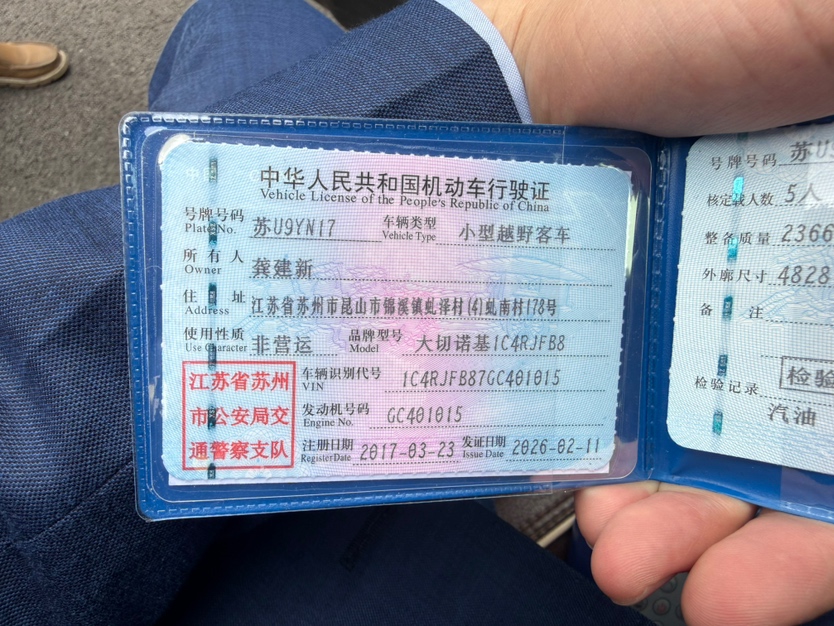 中华人民共和国机动车行驶证
Vehicle License of the People's Republic of China
号牌号码 苏U9YN17 车辆类型 小型越野客车
Plate No. Vehicle Type
所有人 龚建新
Owner
住址 江苏省苏州市昆山市锦溪镇虬泽村(4)虬南村178号
Address
使用性质 非营运 品牌型号 大切诺基1C4RJFB8
Use Character Model
江苏省苏州
市公安局交
通警察支队
车辆识别代号 1C4RJFB87GC401015
VIN
发动机号码 GC401015
Engine No.
注册日期 2017-03-23 发证日期 2026-02-11
Register Date Issue Date
号牌号码 苏U
核定载人数 5人
整备质量 2366
外廓尺寸 4828
备注
检验记录 检验
汽油